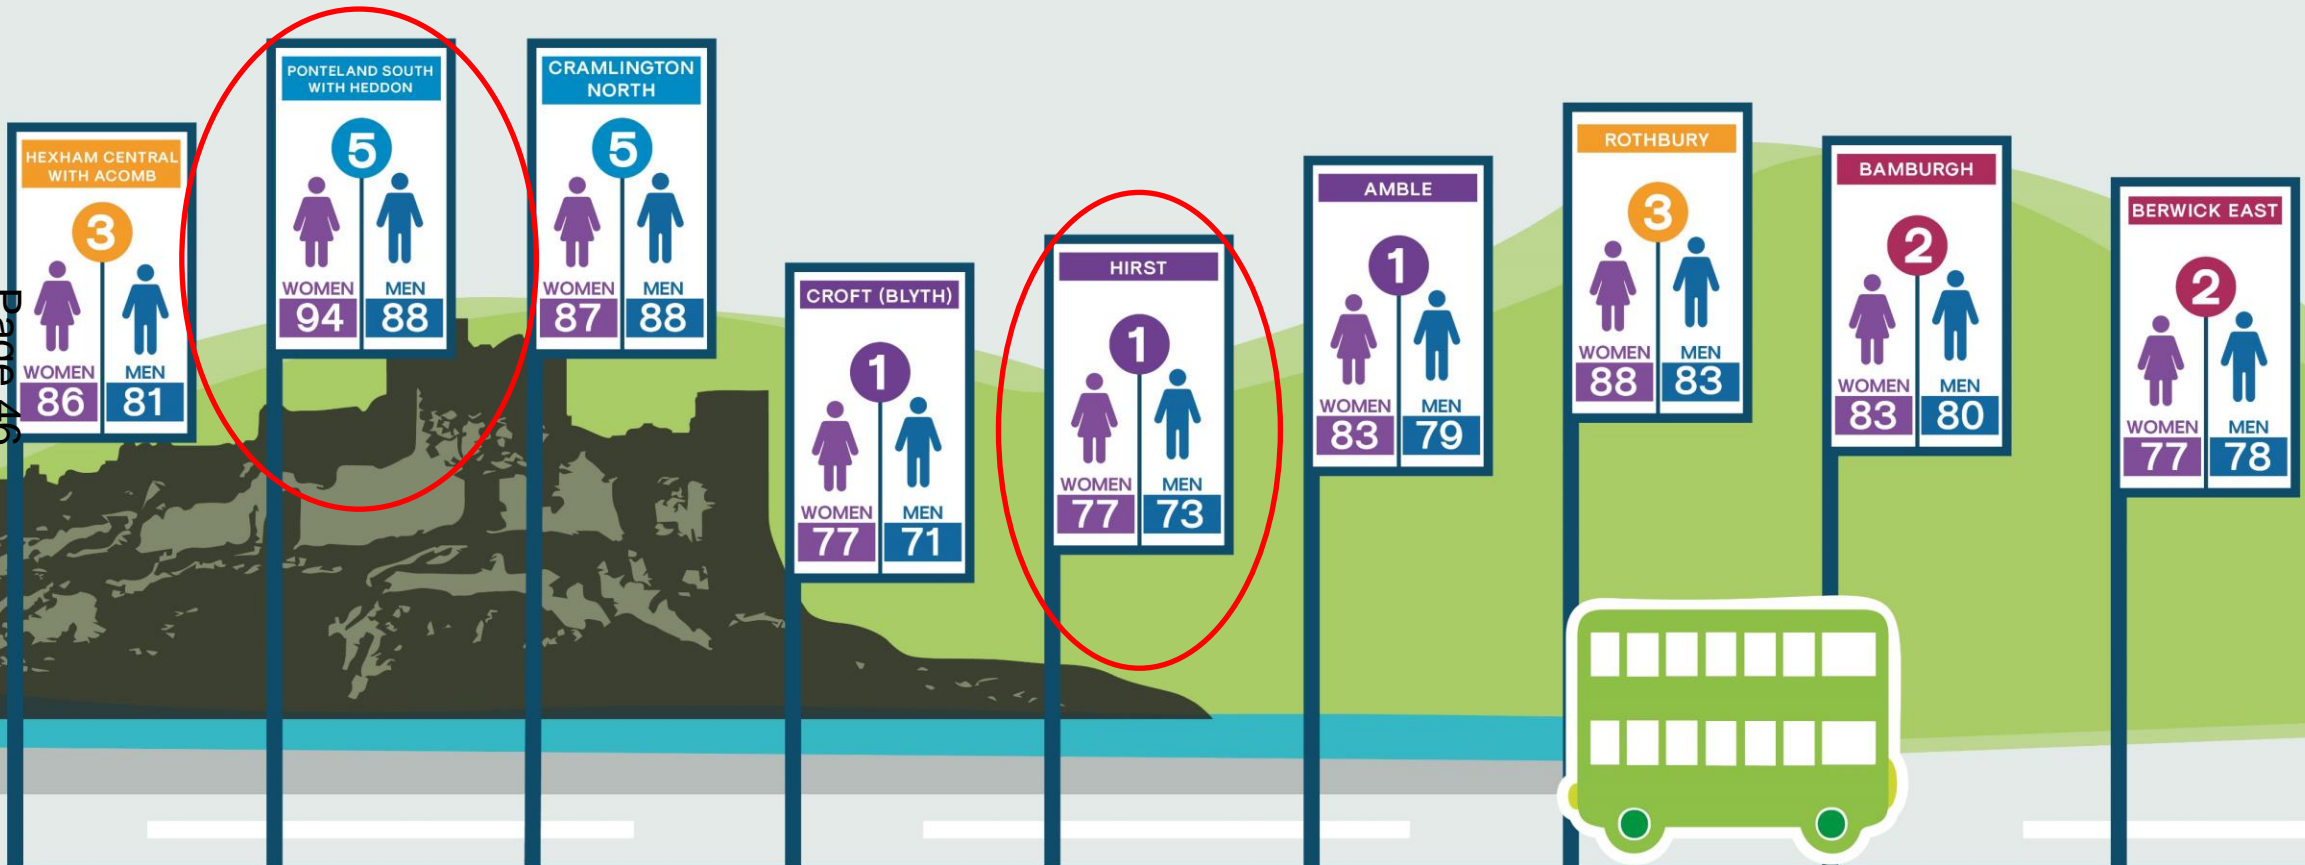 HEXHAM CENTRAL
WITH ACOMB
3
WOMEN MEN
86 81
PONTELAND SOUTH
WITH HEDDON
5
WOMEN MEN
94 88
CRAMLINGTON
NORTH
5
WOMEN MEN
87 88
CROFT (BLYTH)
1
WOMEN MEN
77 71
HIRST
1
WOMEN MEN
77 73
AMBLE
1
WOMEN MEN
83 79
ROTHBURY
3
WOMEN MEN
88 83
BAMBURGH
2
WOMEN MEN
83 80
BERWICK EAST
2
WOMEN MEN
77 78
Page 46